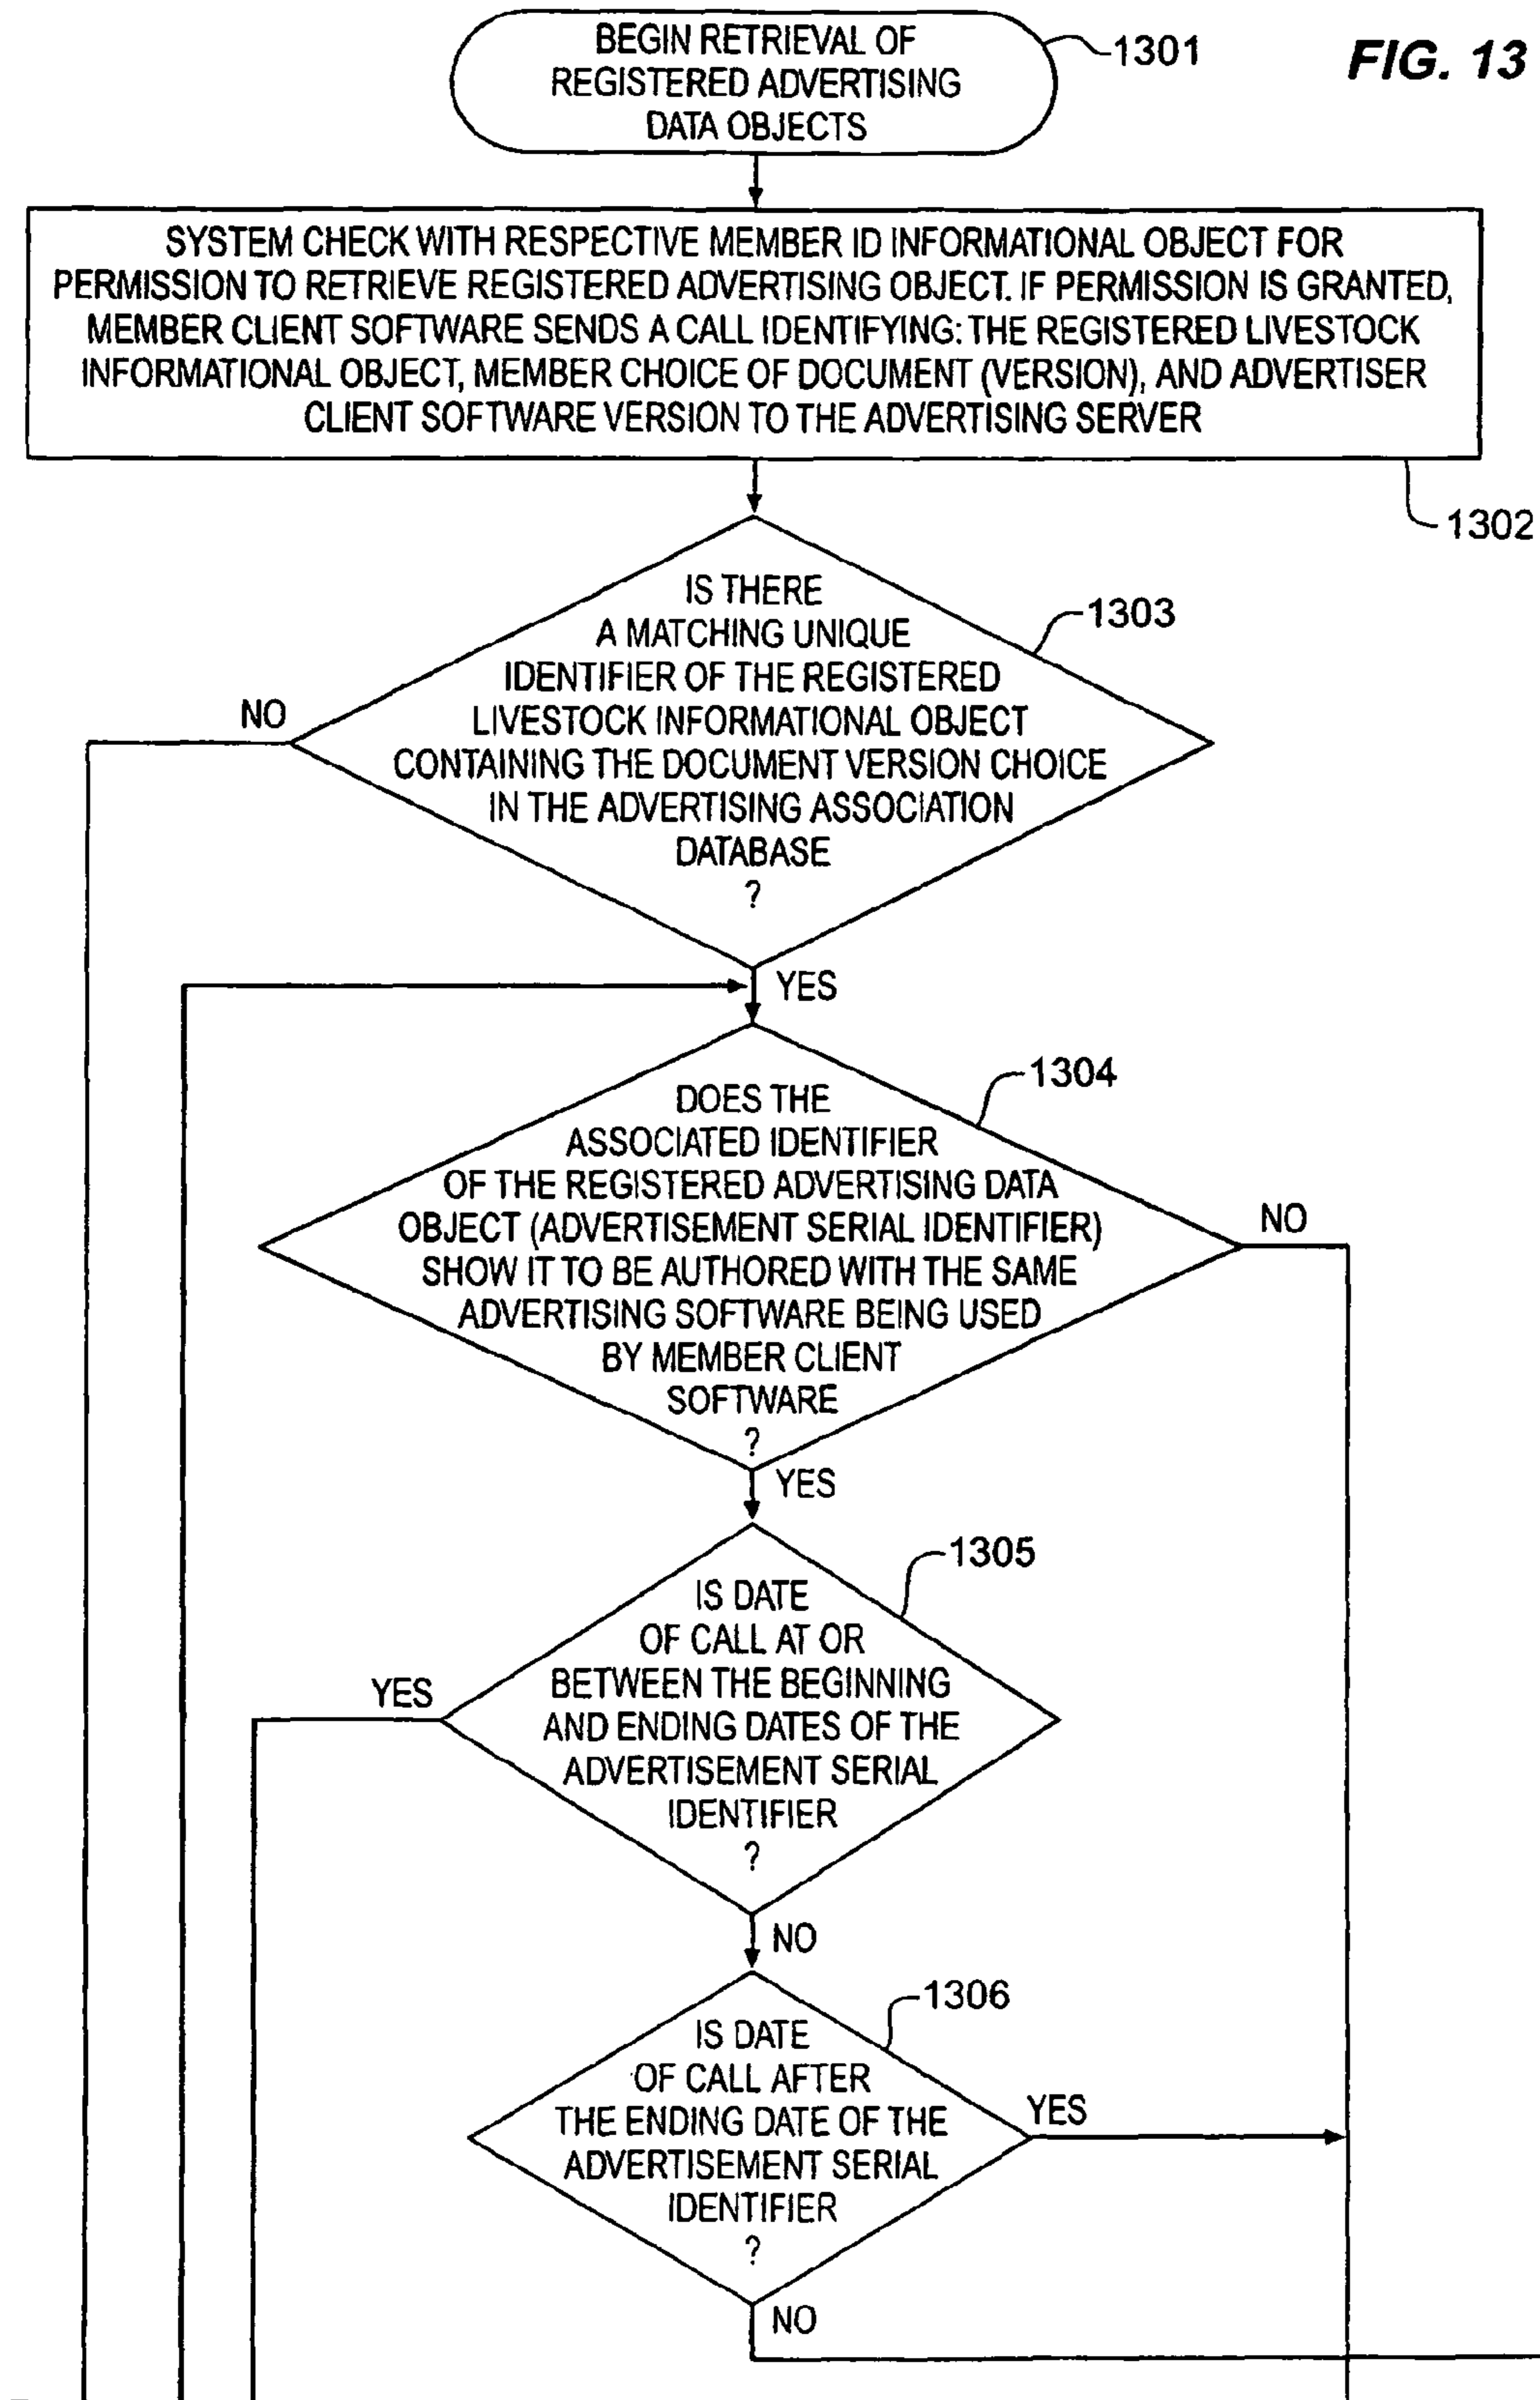 BEGIN RETRIEVAL OF
REGISTERED ADVERTISING
DATA OBJECTS
1301
FIG. 13
SYSTEM CHECK WITH RESPECTIVE MEMBER ID INFORMATIONAL OBJECT FOR
PERMISSION TO RETRIEVE REGISTERED ADVERTISING OBJECT. IF PERMISSION IS GRANTED,
MEMBER CLIENT SOFTWARE SENDS A CALL IDENTIFYING: THE REGISTERED LIVESTOCK
INFORMATIONAL OBJECT, MEMBER CHOICE OF DOCUMENT (VERSION), AND ADVERTISER
CLIENT SOFTWARE VERSION TO THE ADVERTISING SERVER
1302
IS THERE
A MATCHING UNIQUE
IDENTIFIER OF THE REGISTERED
LIVESTOCK INFORMATIONAL OBJECT
CONTAINING THE DOCUMENT VERSION CHOICE
IN THE ADVERTISING ASSOCIATION
DATABASE
?
1303
NO
YES
DOES THE
ASSOCIATED IDENTIFIER
OF THE REGISTERED ADVERTISING DATA
OBJECT (ADVERTISEMENT SERIAL IDENTIFIER)
SHOW IT TO BE AUTHORED WITH THE SAME
ADVERTISING SOFTWARE BEING USED
BY MEMBER CLIENT
SOFTWARE
?
1304
NO
YES
IS DATE
OF CALL AT OR
BETWEEN THE BEGINNING
AND ENDING DATES OF THE
ADVERTISEMENT SERIAL
IDENTIFIER
?
1305
YES
NO
IS DATE
OF CALL AFTER
THE ENDING DATE OF THE
ADVERTISEMENT SERIAL
IDENTIFIER
?
1306
YES
NO